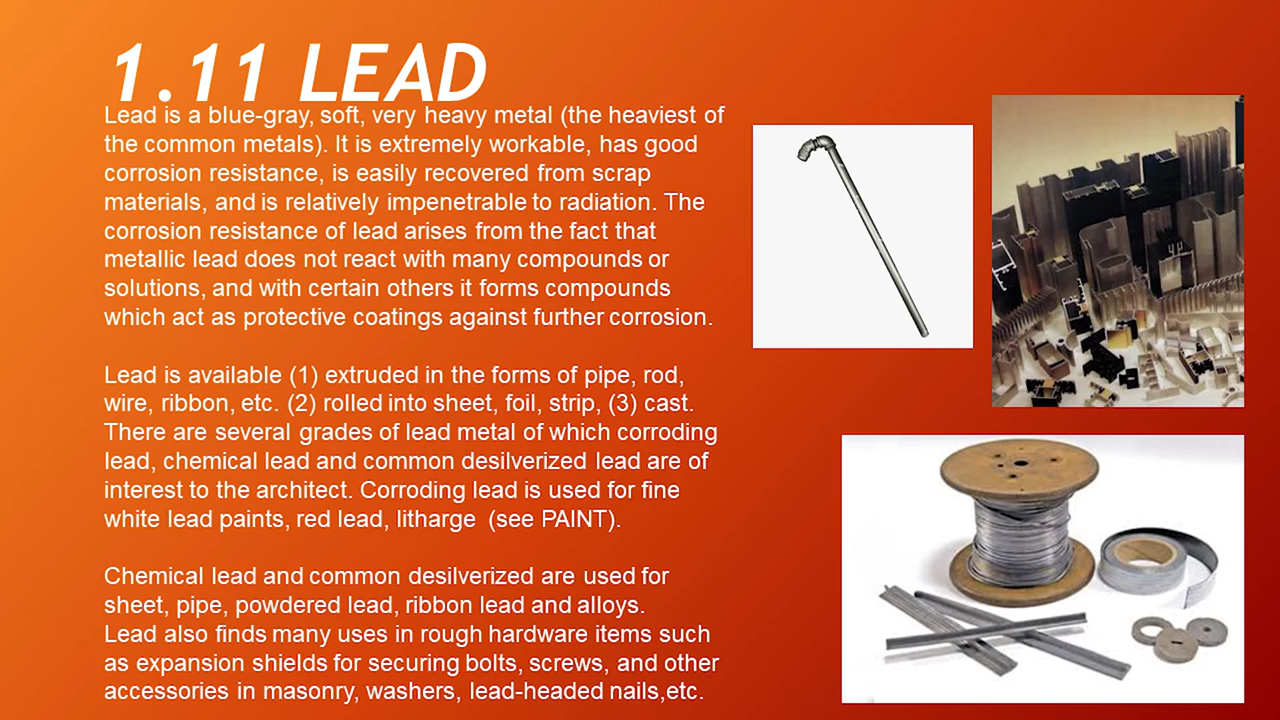 1.11 LEAD
Lead is a blue-gray, soft, very heavy metal (the heaviest of
the common metals). It is extremely workable, has good
corrosion resistance, is easily recovered from scrap
materials, and is relatively impenetrable to radiation. The
corrosion resistance of lead arises from the fact that
metallic lead does not react with many compounds or
solutions, and with certain others it forms compounds
which act as protective coatings against further corrosion.
Lead is available (1) extruded in the forms of pipe, rod,
wire, ribbon, etc. (2) rolled into sheet, foil, strip, (3) cast.
There are several grades of lead metal of which corroding
lead, chemical lead and common desilverized lead are of
interest to the architect. Corroding lead is used for fine
white lead paints, red lead, litharge (see PAINT).
Chemical lead and common desilverized are used for
sheet, pipe, powdered lead, ribbon lead and alloys.
Lead also finds many uses in rough hardware items such
as expansion shields for securing bolts, screws, and other
accessories in masonry, washers, lead-headed nails,etc.